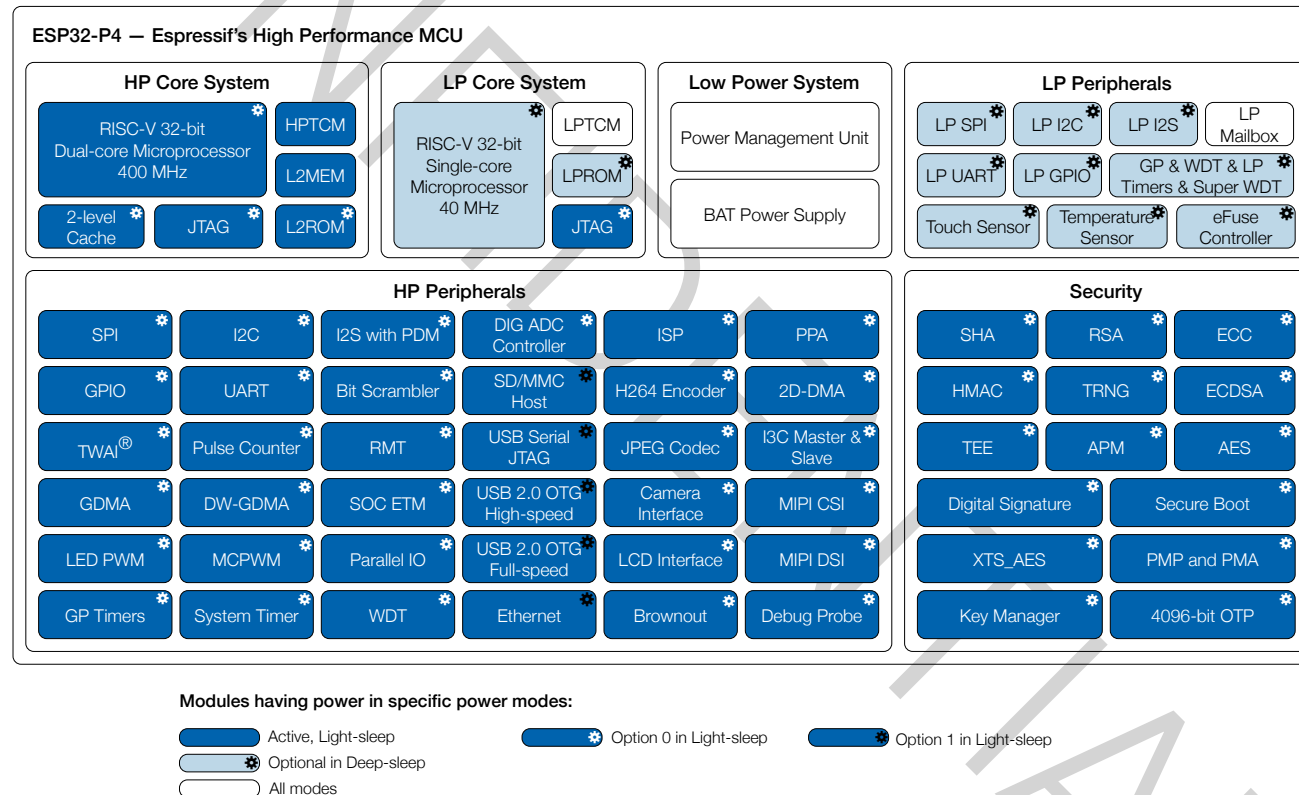 ESP32-P4 — Espressif's High Performance MCU
HP Core System
RISC-V 32-bit
Dual-core Microprocessor
400 MHz
HPTCM
L2MEM
2-level
Cache
JTAG
L2ROM
LP Core System
RISC-V 32-bit
Single-core
Microprocessor
40 MHz
LPTCM
LPROM
JTAG
Low Power System
Power Management Unit
BAT Power Supply
LP Peripherals
LP SPI
LP I2C
LP I2S
LP
Mailbox
LP UART
LP GPIO
GP & WDT & LP
Timers & Super WDT
Touch Sensor
Temperature
Sensor
eFuse
Controller
HP Peripherals
SPI
I2C
I2S with PDM
DIG ADC
Controller
ISP
PPA
GPIO
UART
Bit Scrambler
SD/MMC
Host
H264 Encoder
2D-DMA
TWAI®
Pulse Counter
RMT
USB Serial
JTAG
JPEG Codec
I3C Master &
Slave
GDMA
DW-GDMA
SOC ETM
USB 2.0 OTG
High-speed
Camera
Interface
MIPI CSI
LED PWM
MCPWM
Parallel IO
USB 2.0 OTG
Full-speed
LCD Interface
MIPI DSI
GP Timers
System Timer
WDT
Ethernet
Brownout
Debug Probe
Security
SHA
RSA
ECC
HMAC
TRNG
ECDSA
TEE
APM
AES
Digital Signature
Secure Boot
XTS_AES
PMP and PMA
Key Manager
4096-bit OTP
Modules having power in specific power modes:
Active, Light-sleep
Option 0 in Light-sleep
Option 1 in Light-sleep
Optional in Deep-sleep
All modes